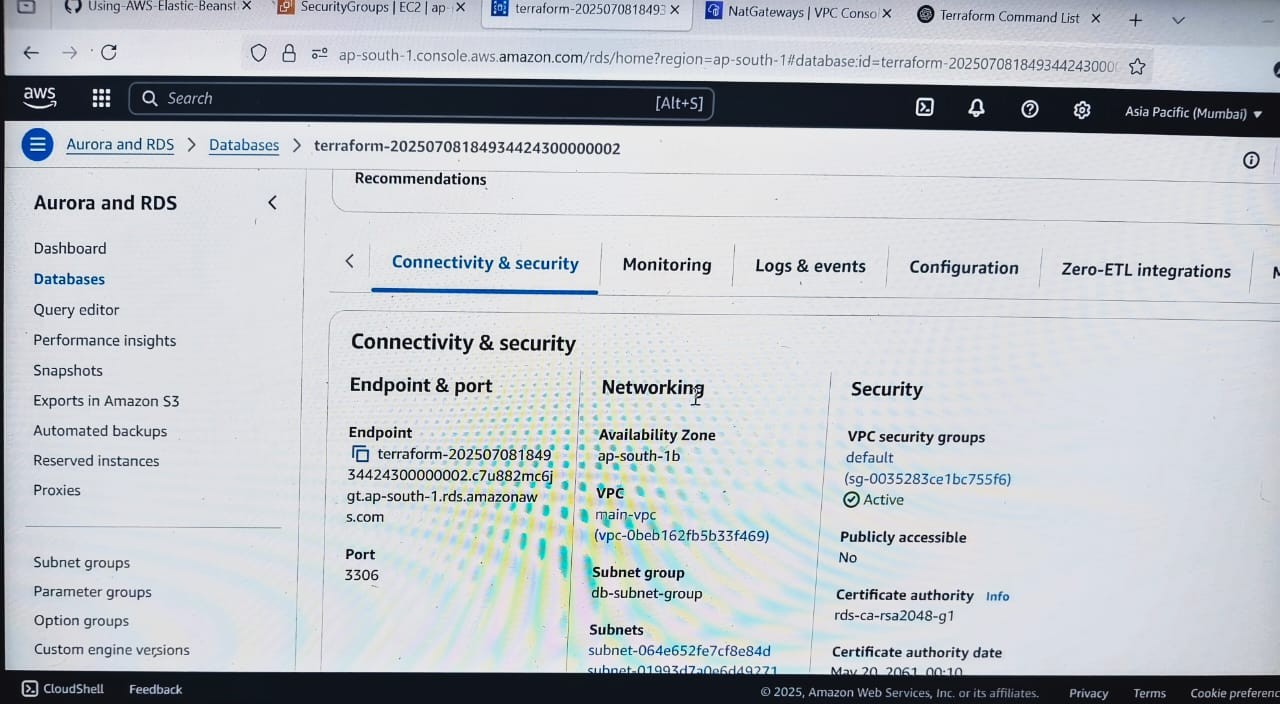 Using-AWS-Elastic-Beanst
SecurityGroups | EC2 | ap-
terraform-2025070818493
NatGateways | VPC Consol
Terraform Command List
ap-south-1.console.aws.amazon.com/rds/home?region=ap-south-1#database:id=terraform-20250708184934424300
aws
Search
[Alt+S]
Asia Pacific (Mumbai)
Aurora and RDS > Databases > terraform-20250708184934424300000002
Recommendations
Aurora and RDS
Dashboard
Databases
Query editor
Performance insights
Snapshots
Exports in Amazon S3
Automated backups
Reserved instances
Proxies
Subnet groups
Parameter groups
Option groups
Custom engine versions
Connectivity & security
Monitoring
Logs & events
Configuration
Zero-ETL integrations
Connectivity & security
Endpoint & port
Endpoint
terraform-202507081849
34424300000002.c7u882mc6j
gt.ap-south-1.rds.amazonaw
s.com
Port
3306
Networking
Availability Zone
ap-south-1b
VPC
main-vpc
(vpc-0beb162fb5b33f469)
Subnet group
db-subnet-group
Subnets
subnet-064e652fe7cf8e84d
subnet-01993d7a0e6d49271
Security
VPC security groups
default
(sg-0035283ce1bc755f6)
Active
Publicly accessible
No
Certificate authority Info
rds-ca-rsa2048-g1
Certificate authority date
May 20, 2061, 00:10
CloudShell
Feedback
© 2025, Amazon Web Services, Inc. or its affiliates.
Privacy
Terms
Cookie preferenc